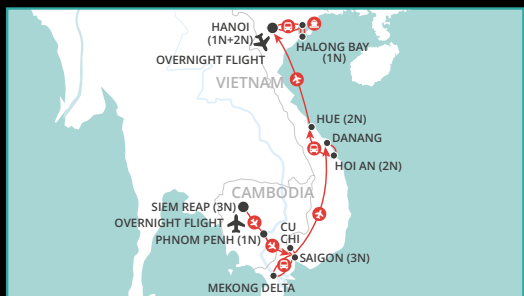 HANOI
(1N+2N)
OVERNIGHT FLIGHT
HALONG BAY
(1N)
VIETNAM
HUE (2N)
DANANG
HOI AN (2N)
CAMBODIA
SIEM REAP (3N)
OVERNIGHT FLIGHT
PHNOM PENH (1N)
CU
CHI
SAIGON (3N)
MEKONG DELTA